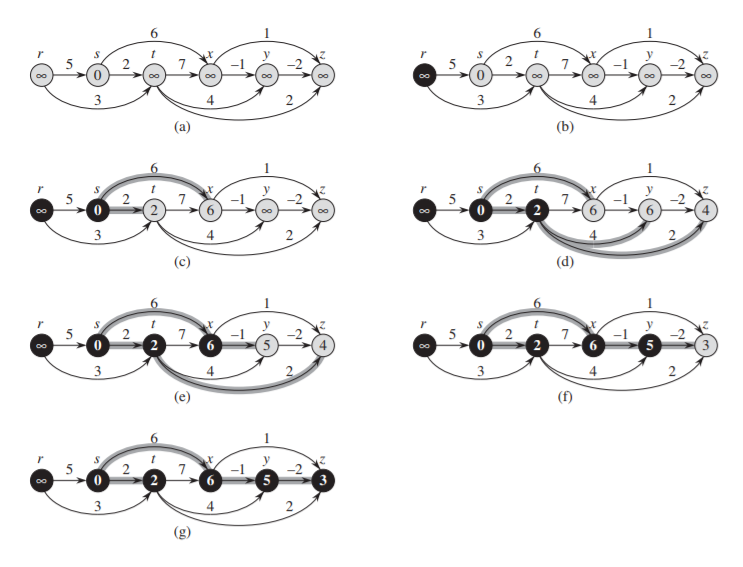 6 1
r s t x y z
5 2 7 –1 –2
∞ 0 ∞ ∞ ∞ ∞
3 4 2
(a)
6 1
r s t x y z
5 2 7 –1 –2
∞ 0 ∞ ∞ ∞ ∞
3 4 2
(b)
6 1
r s t x y z
5 2 7 –1 –2
∞ 0 2 6 ∞ ∞
3 4 2
(c)
6 1
r s t x y z
5 2 7 –1 –2
∞ 0 2 6 6 4
3 4 2
(d)
6 1
r s t x y z
5 2 7 –1 –2
∞ 0 2 6 5 4
3 4 2
(e)
6 1
r s t x y z
5 2 7 –1 –2
∞ 0 2 6 5 3
3 4 2
(f)
6 1
r s t x y z
5 2 7 –1 –2
∞ 0 2 6 5 3
3 4 2
(g)